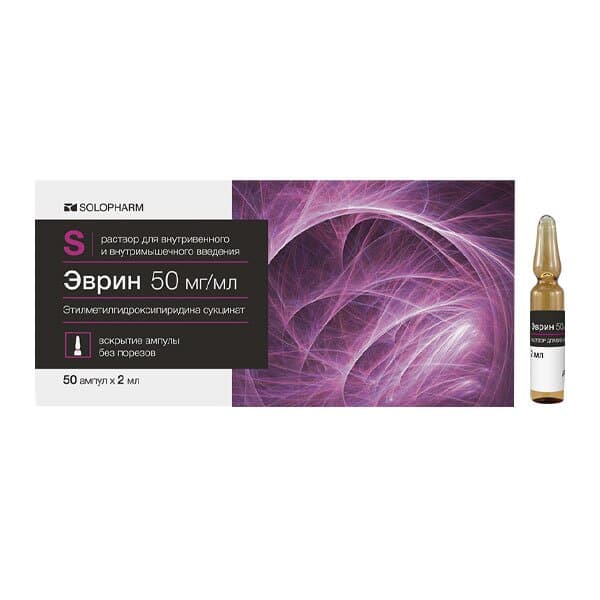 SOLOPHARM
S
раствор для внутривенного
и внутримышечного введения
Эврин 50 мг/мл
Этилметилгидроксипиридина сукцинат
вскрытие ампулы
без порезов
50 ампул х 2 мл
Эврин 50
2 мл